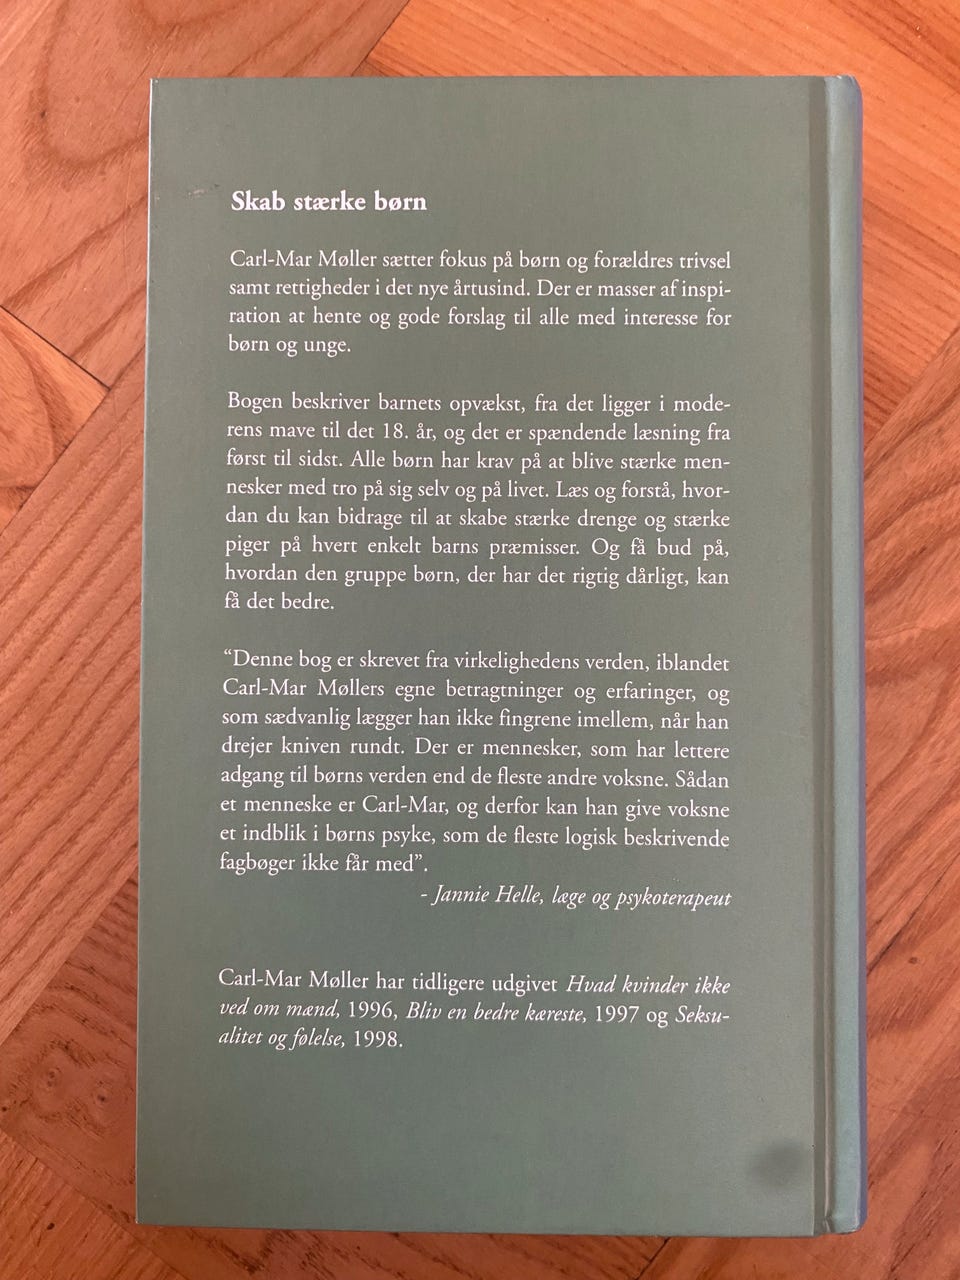 Skab stærke børn
Carl-Mar Møller sætter fokus på børn og forældres trivsel
samt rettigheder i det nye årtusind. Der er masser af inspi-
ration at hente og gode forslag til alle med interesse for
børn og unge.
Bogen beskriver barnets opvækst, fra det ligger i mode-
rens mave til det 18. år, og det er spændende læsning fra
først til sidst. Alle børn har krav på at blive stærke men-
nesker med tro på sig selv og på livet. Læs og forstå, hvor-
dan du kan bidrage til at skabe stærke drenge og stærke
piger på hvert enkelt barns præmisser. Og få bud på,
hvordan den gruppe børn, der har det rigtig dårligt, kan
få det bedre.
“Denne bog er skrevet fra virkelighedens verden, iblandet
Carl-Mar Møllers egne betragtninger og erfaringer, og
som sædvanlig lægger han ikke fingrene imellem, når han
drejer kniven rundt. Der er mennesker, som har lettere
adgang til børns verden end de fleste andre voksne. Sådan
et menneske er Carl-Mar, og derfor kan han give voksne
et indblik i børns psyke, som de fleste logisk beskrivende
fagbøger ikke får med”.
- Jannie Helle, læge og psykoterapeut
Carl-Mar Møller har tidligere udgivet Hvad kvinder ikke
ved om mænd, 1996, Bliv en bedre kæreste, 1997 og Seksu-
alitet og følelse, 1998.